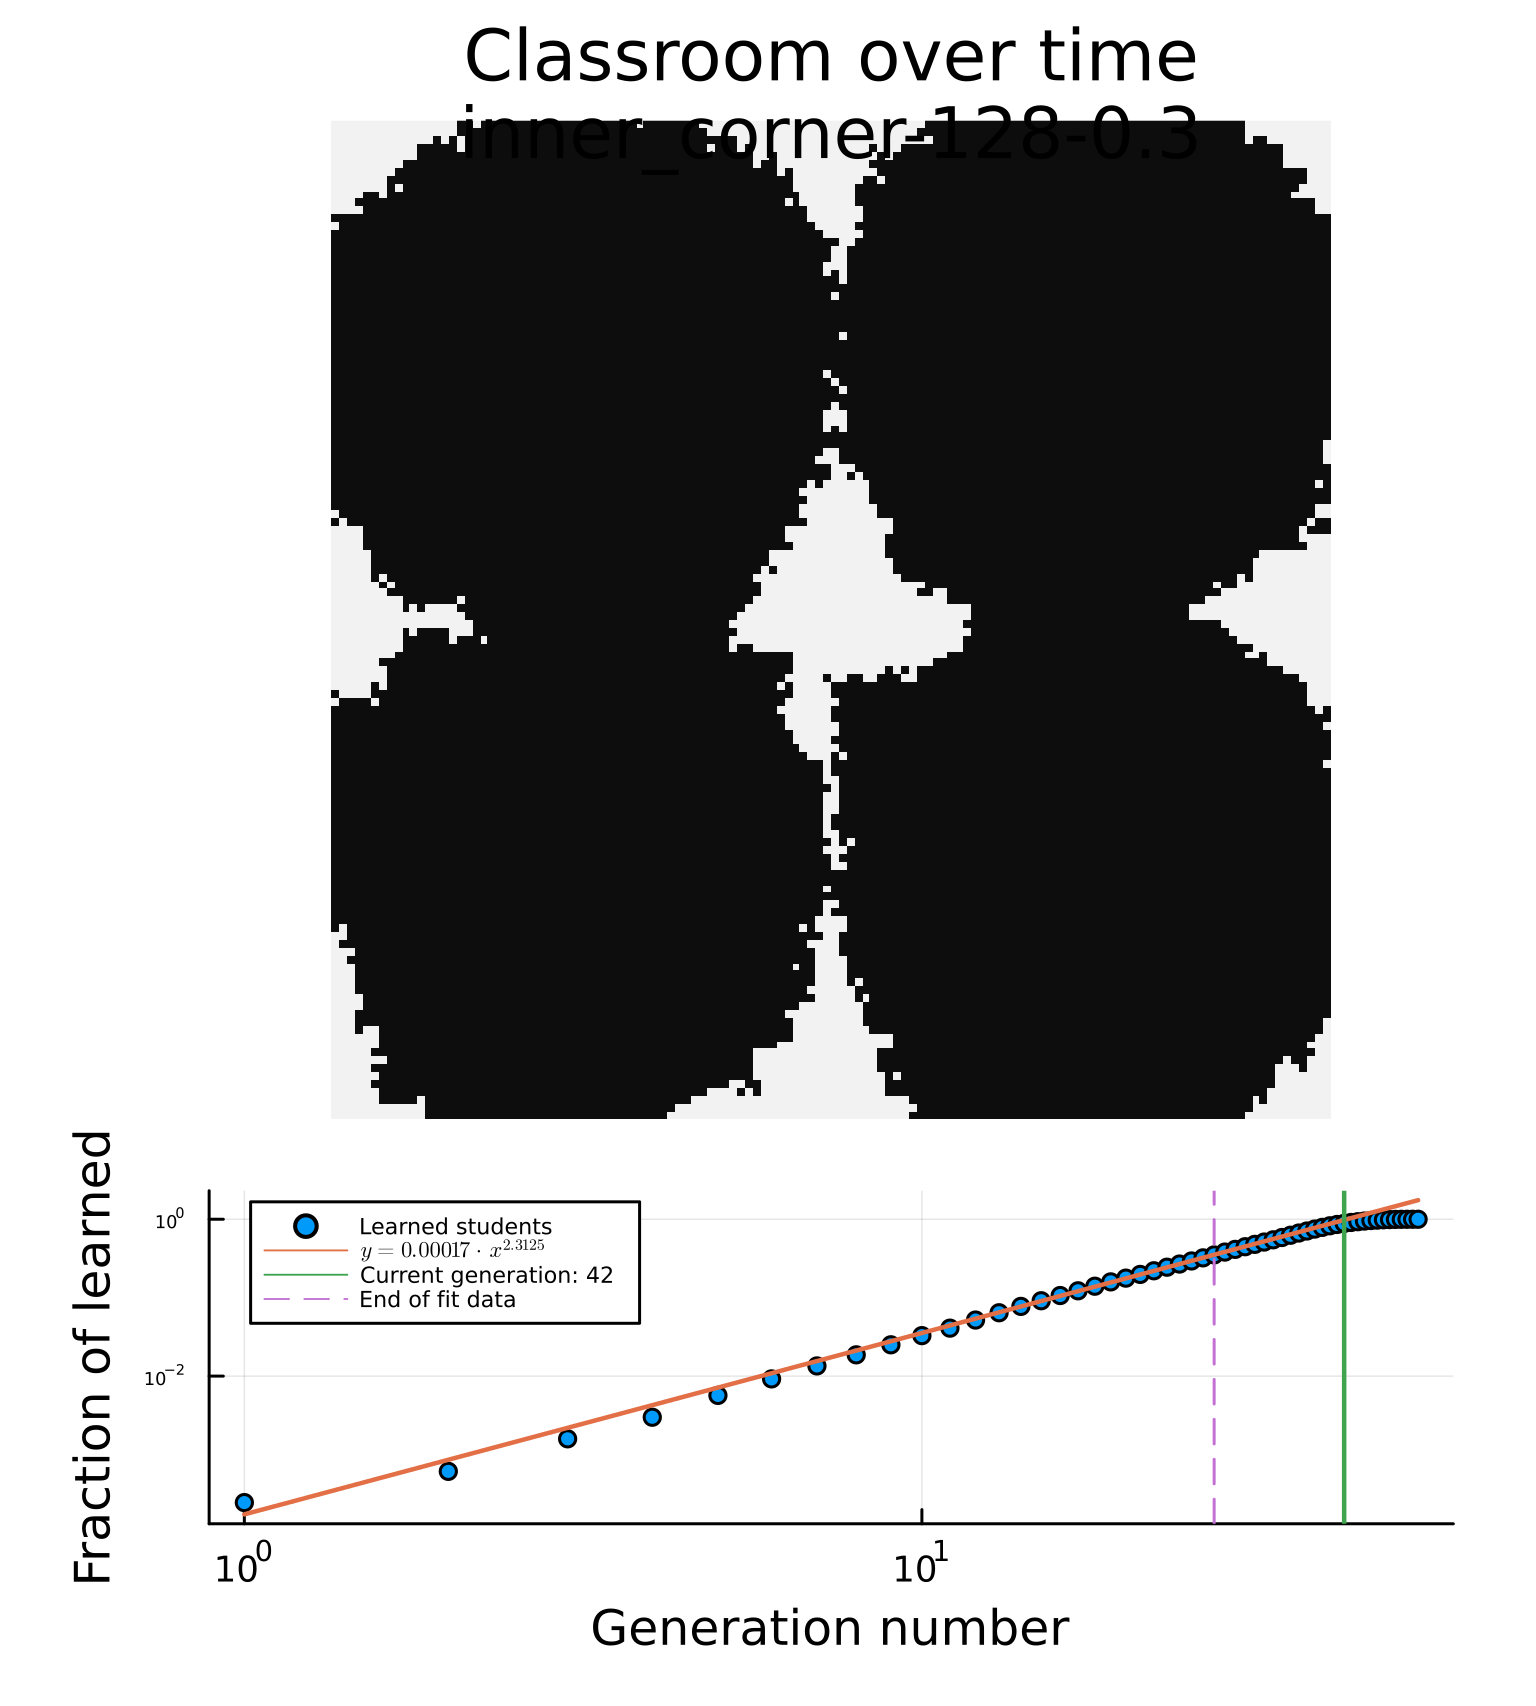 Classroom over time
inner_corner-128-0.3
Fraction of learned
10⁰
10⁻²
Learned students
y = 0.00017 · x^2.3125
Current generation: 42
End of fit data
10⁰
10¹
Generation number